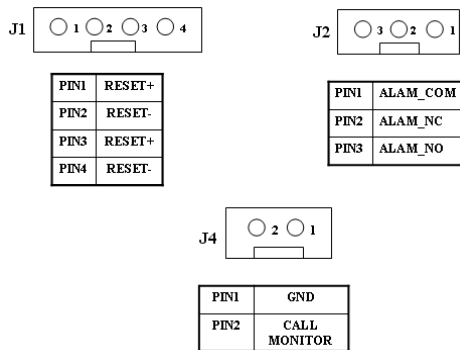 J1 1 2 3 4
PIN1 RESET+
PIN2 RESET-
PIN3 RESET+
PIN4 RESET-
J2 3 2 1
PIN1 ALAM_COM
PIN2 ALAM_NC
PIN3 ALAM_NO
J4 2 1
PIN1 GND
PIN2 CALL
MONITOR